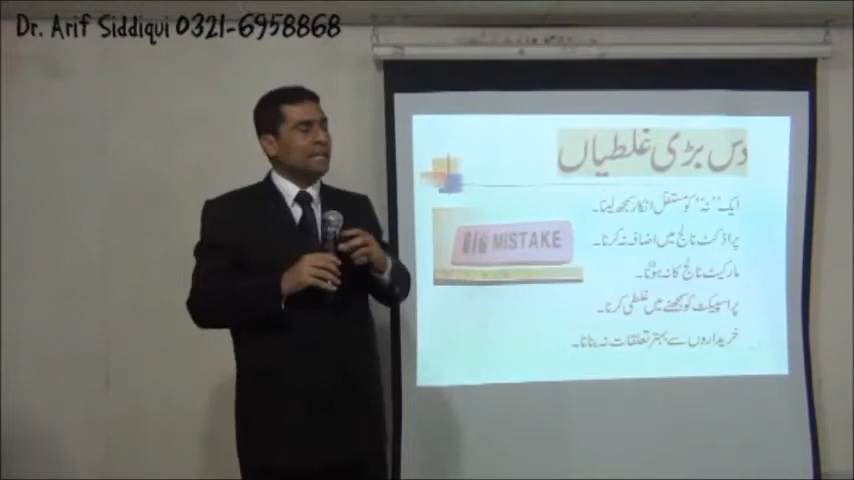 Dr. Arif Siddiqui 0321-6958868
دس بڑی غلطیاں
ایک "نہ" کو مستقل انکار سمجھ لینا۔
پراڈکٹ نالج میں اضافہ نہ کرنا۔
مارکیٹ نالج کا نہ ہونا۔
پراسپیکٹ کو سمجھنے میں غلطی کرنا۔
خریداروں سے بہتر تعلقات نہ بنانا۔
BIG MISTAKE